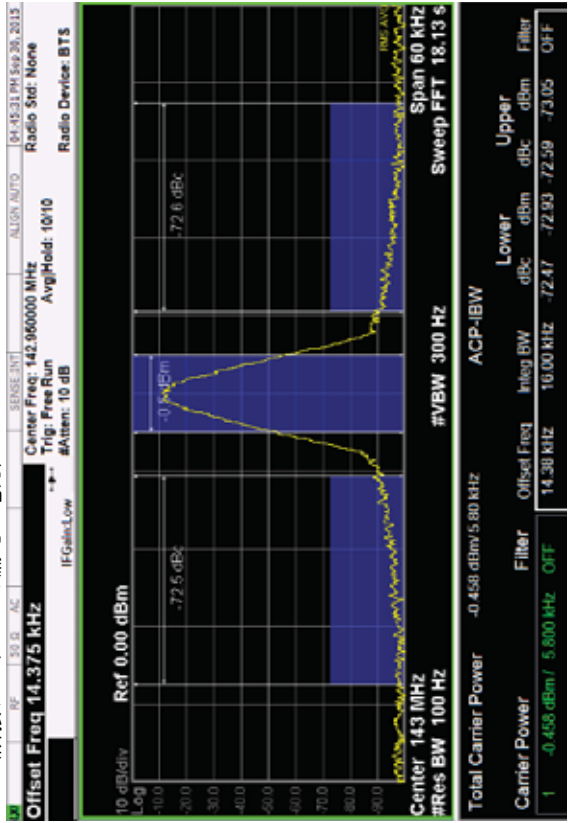 RF 50 Ω AC SENSE:INT ALIGN AUTO 04:45:31 PM Sep 30, 2015
Offset Freq 14.375 kHz
Center Freq: 142.960000 MHz
Radio Std: None
Trig: Free Run
Avg|Hold: 10/10
IFGain:Low
#Atten: 10 dB
Radio Device: BTS
Ref 0.00 dBm
10 dB/div
Log
-10.0
-20.0
-30.0
-40.0
-50.0
-60.0
-70.0
-80.0
-90.0
-72.5 dBc
-0.5 dBm
-72.6 dBc
RMS AVG
Center 143 MHz
Span 60 kHz
#Res BW 100 Hz
#VBW 300 Hz
Sweep FFT 18.13 s
Total Carrier Power -0.458 dBm/ 5.80 kHz
ACP-IBW
Lower Upper
Carrier Power Filter Offset Freq Integ BW dBc dBm dBc dBm Filter
1 -0.458 dBm / 5.800 kHz OFF 14.38 kHz 16.00 kHz -72.47 -72.93 -72.59 -73.05 OFF